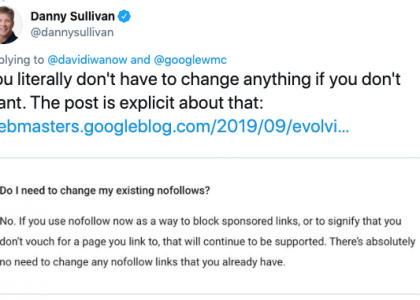 Danny Sullivan
@dannysullivan
plying to @davidiwanow and @googlewmc
ou literally don't have to change anything if you don't
ant. The post is explicit about that:
ebmasters.googleblog.com/2019/09/evolvi...
Do I need to change my existing nofollows?
No. If you use nofollow now as a way to block sponsored links, or to signify that you
don't vouch for a page you link to, that will continue to be supported. There's absolutely
no need to change any nofollow links that you already have.